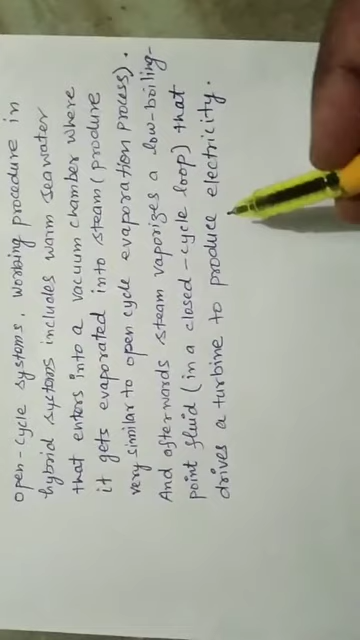 open-cycle systems, working procedure in
hybrid systems includes warm seawater
that enters into a vacuum chamber where
it gets evaporated into steam (produce
very similar to open cycle evaporation process).
And afterwards steam vaporizes a low-boiling-
point fluid (in a closed-cycle loop) that
drives a turbine to produce electricity.